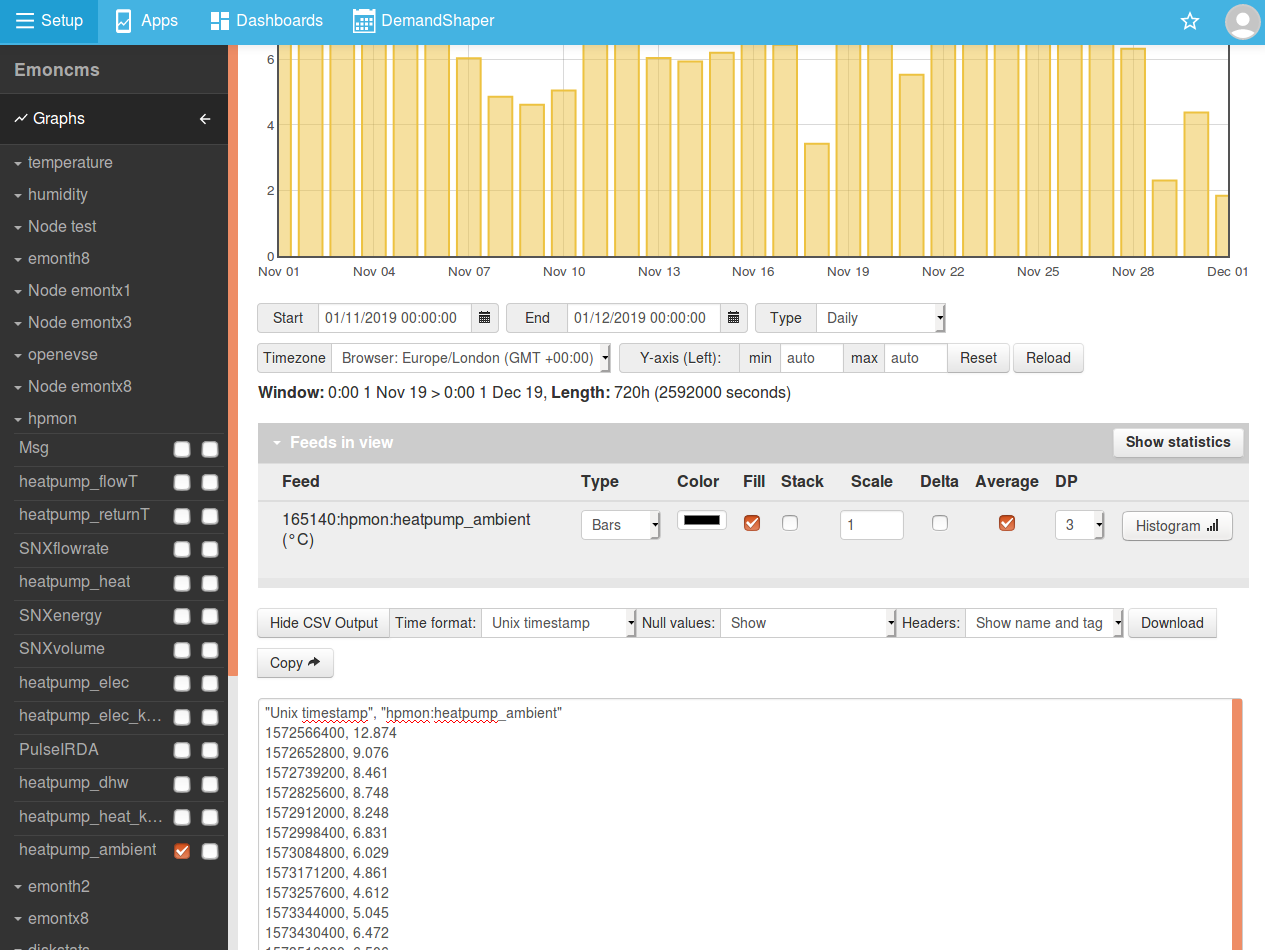 Setup Apps Dashboards DemandShaper
Emoncms
Graphs
temperature
humidity
Node test
emonth8
Node emontx1
Node emontx3
openevse
Node emontx8
hpmon
Msg
heatpump_flowT
heatpump_returnT
SNXflowrate
heatpump_heat
SNXenergy
SNXvolume
heatpump_elec
heatpump_elec_k...
PulseIRDA
heatpump_dhw
heatpump_heat_k...
heatpump_ambient
emonth2
emontx8
6
4
2
0
Nov 01 Nov 04 Nov 07 Nov 10 Nov 13 Nov 16 Nov 19 Nov 22 Nov 25 Nov 28 Dec 01
Start 01/11/2019 00:00:00 End 01/12/2019 00:00:00 Type Daily
Timezone Browser: Europe/London (GMT +00:00) Y-axis (Left): min auto max auto Reset Reload
Window: 0:00 1 Nov 19 > 0:00 1 Dec 19, Length: 720h (2592000 seconds)
Feeds in view Show statistics
Feed Type Color Fill Stack Scale Delta Average DP
165140:hpmon:heatpump_ambient
(°C)
Bars 1 3 Histogram
Hide CSV Output Time format: Unix timestamp Null values: Show Headers: Show name and tag Download
Copy
"Unix timestamp", "hpmon:heatpump_ambient"
1572566400, 12.874
1572652800, 9.076
1572739200, 8.461
1572825600, 8.748
1572912000, 8.248
1572998400, 6.831
1573084800, 6.029
1573171200, 4.861
1573257600, 4.612
1573344000, 5.045
1573430400, 6.472